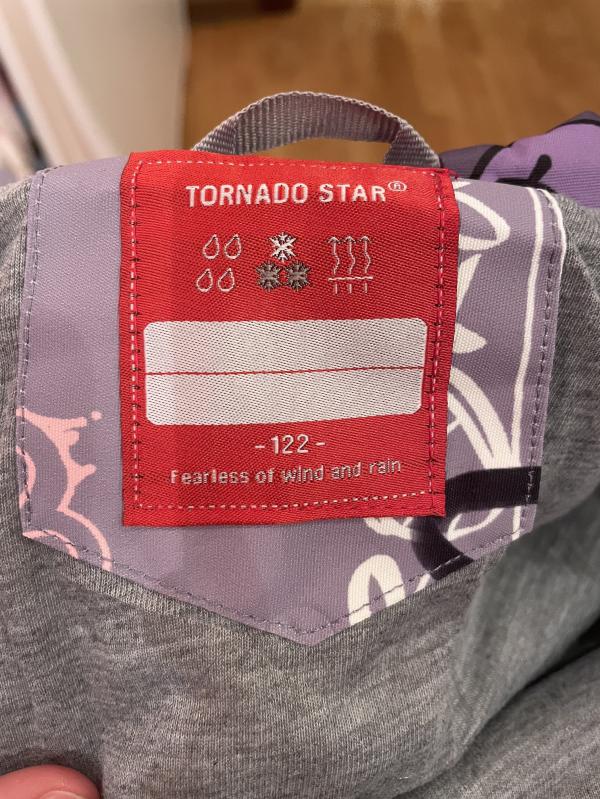 TORNADO STAR®
- 122 -
Fearless of wind and rain